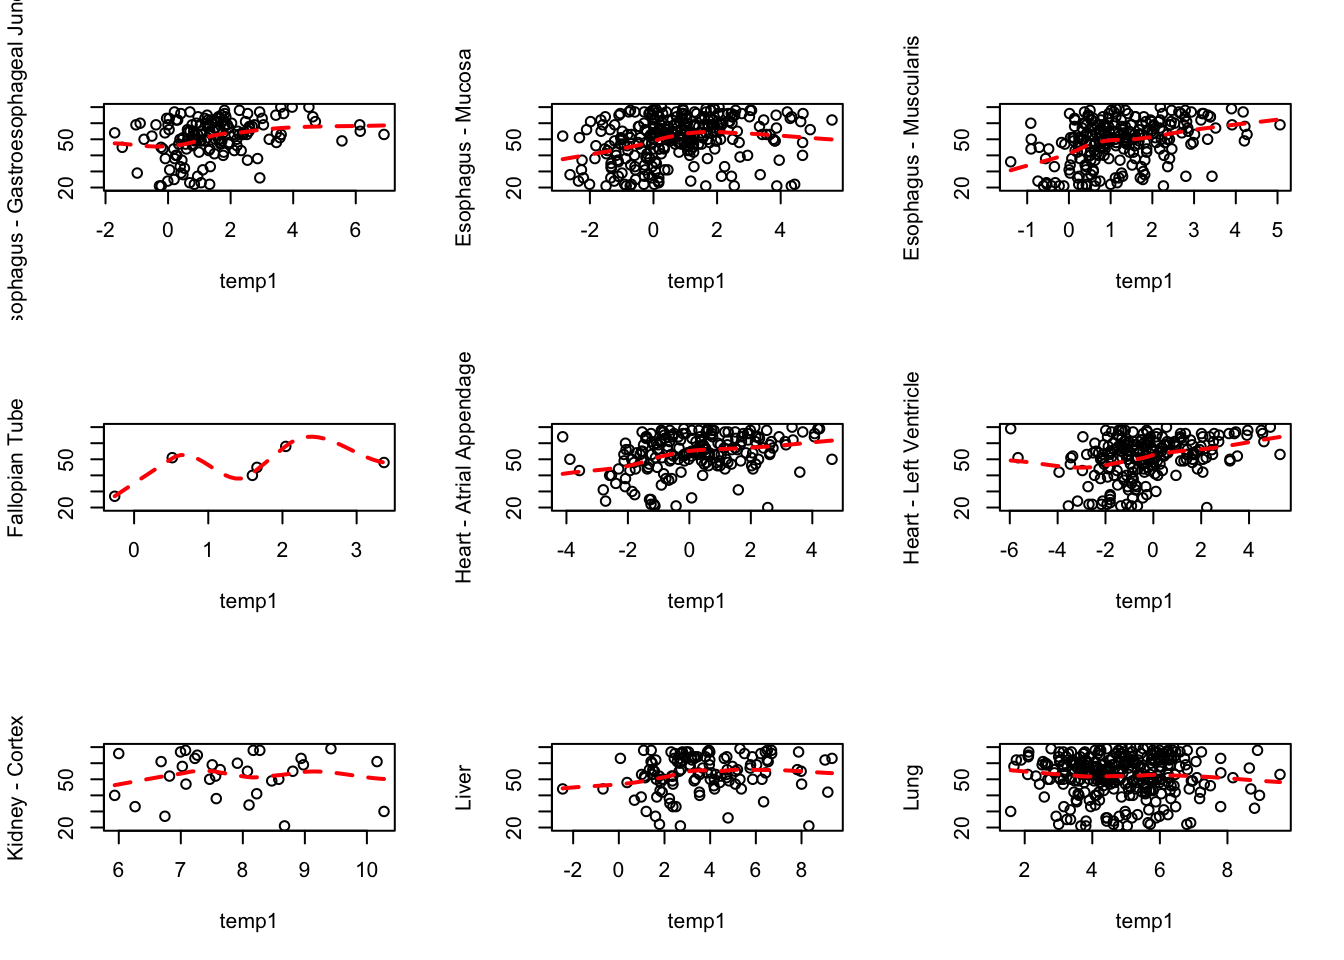 sophagus - Gastroesophageal Junc
20 50
-2 0 2 4 6
temp1
Esophagus - Mucosa
20 50
-2 0 2 4
temp1
Esophagus - Muscularis
20 50
-1 0 1 2 3 4 5
temp1
Fallopian Tube
20 50
0 1 2 3
temp1
Heart - Atrial Appendage
20 50
-4 -2 0 2 4
temp1
Heart - Left Ventricle
20 50
-6 -4 -2 0 2 4
temp1
Kidney - Cortex
20 50
6 7 8 9 10
temp1
Liver
20 50
-2 0 2 4 6 8
temp1
Lung
20 50
2 4 6 8
temp1